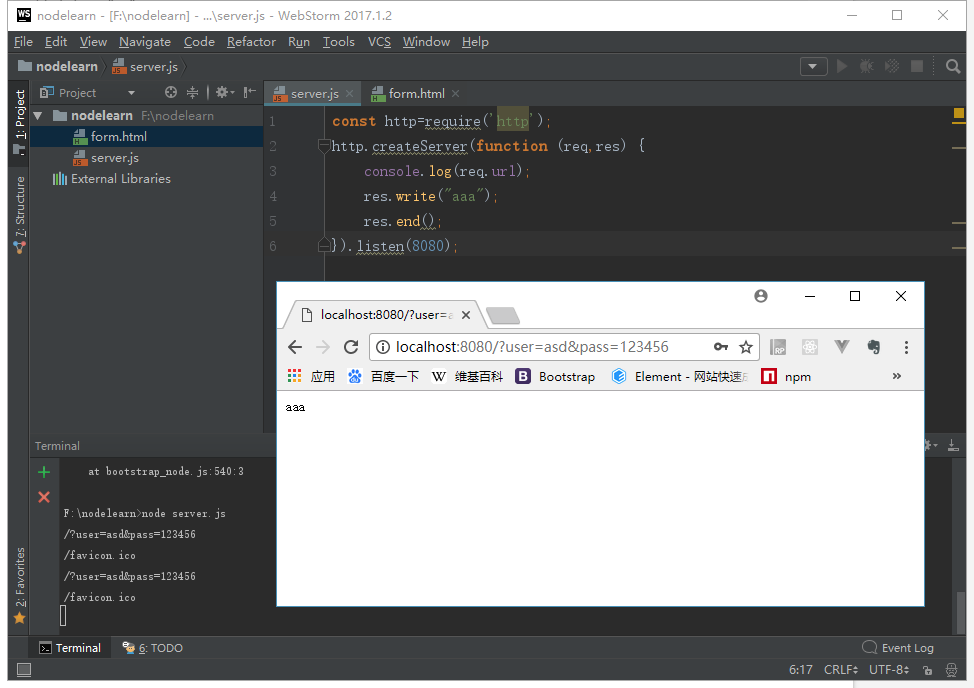 WS nodelearn - [F:\nodelearn] - ...\server.js - WebStorm 2017.1.2
File Edit View Navigate Code Refactor Run Tools VCS Window Help
nodelearn server.js
1: Project
7: Structure
2: Favorites
Project
nodelearn F:\nodelearn
form.html
server.js
External Libraries
server.js form.html
1 const http=require('http');
2 http.createServer(function (req,res) {
3 console.log(req.url);
4 res.write("aaa");
5 res.end();
6 }).listen(8080);
localhost:8080/?user=a
localhost:8080/?user=asd&pass=123456
应用 百度一下 W 维基百科 B Bootstrap Element - 网站快速 npm »
aaa
Terminal
at bootstrap_node.js:540:3
F:\nodelearn>node server.js
/?user=asd&pass=123456
/favicon.ico
/?user=asd&pass=123456
/favicon.ico
Terminal 6: TODO Event Log
6:17 CRLF UTF-8